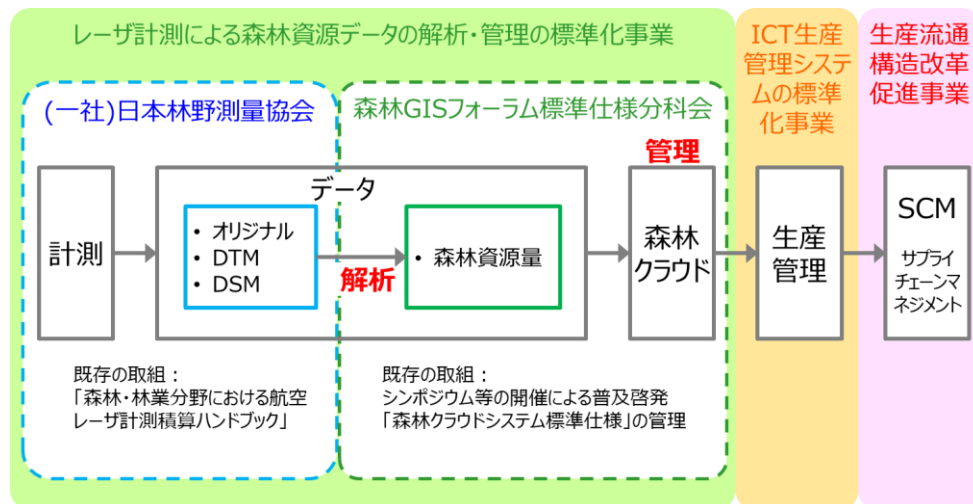 レーザ計測による森林資源データの解析・管理の標準化事業
ICT生産
管理システ
ムの標準
化事業
生産流通
構造改革
促進事業
(一社)日本林野測量協会
森林GISフォーラム標準仕様分科会
管理
データ
計測
• オリジナル
• DTM
• DSM
解析
• 森林資源量
森林
クラウド
生産
管理
SCM
サプライ
チェーンマ
ネジメント
既存の取組：
「森林・林業分野における航空
レーザ計測積算ハンドブック」
既存の取組：
シンポジウム等の開催による普及啓発
「森林クラウドシステム標準仕様」の管理